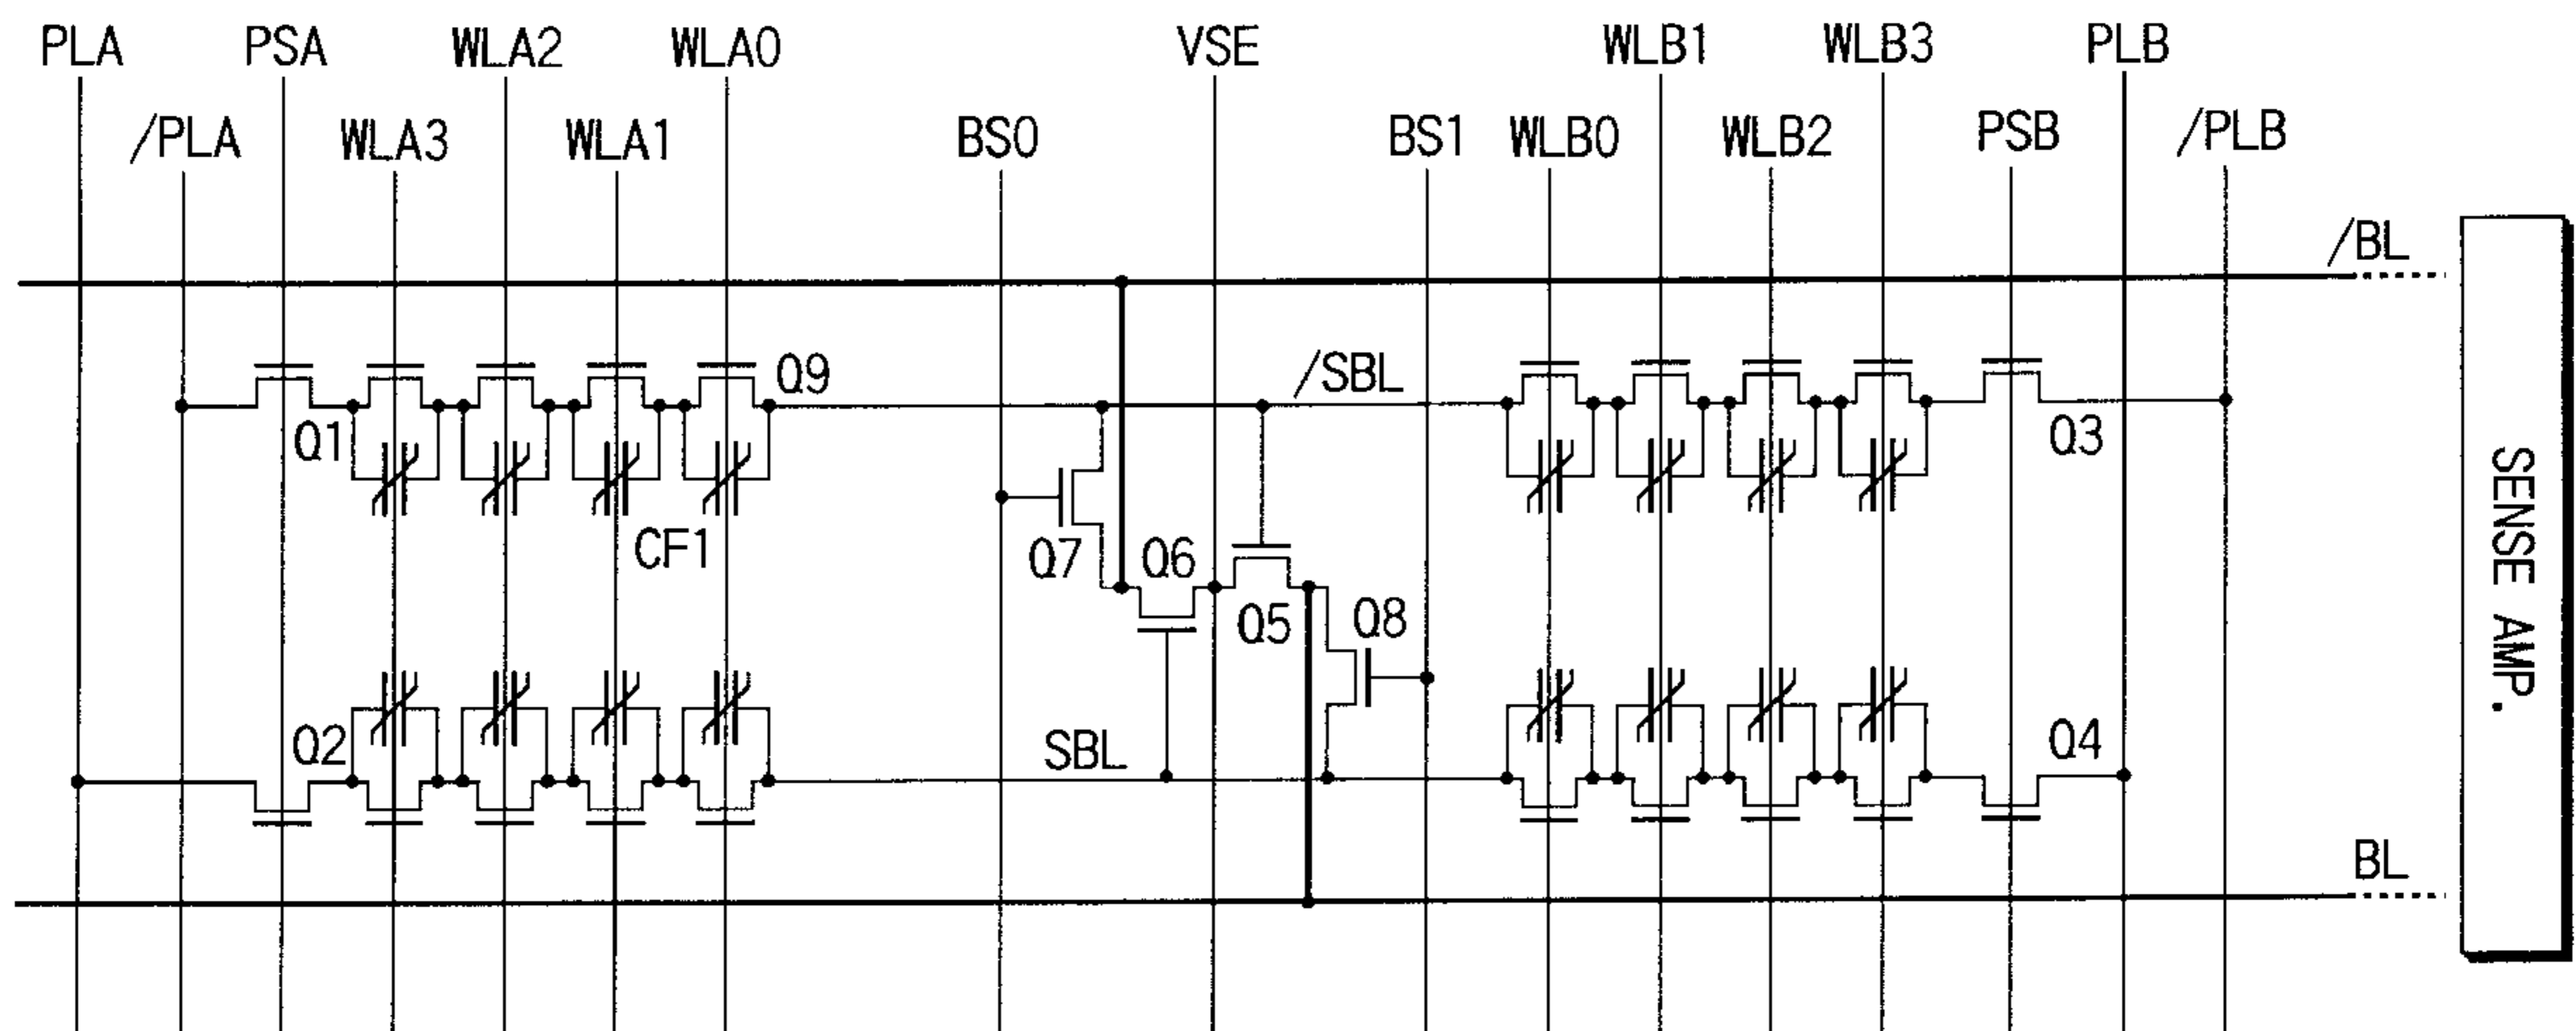 PLA PSA WLA2 WLA0 VSE WLB1 WLB3 PLB
/PLA WLA3 WLA1 BS0 BS1 WLB0 WLB2 PSB /PLB
/BL
Q9 /SBL
Q1 Q3
CF1 Q7 Q6
Q5 Q8
Q2 SBL Q4
BL
SENSE AMP.